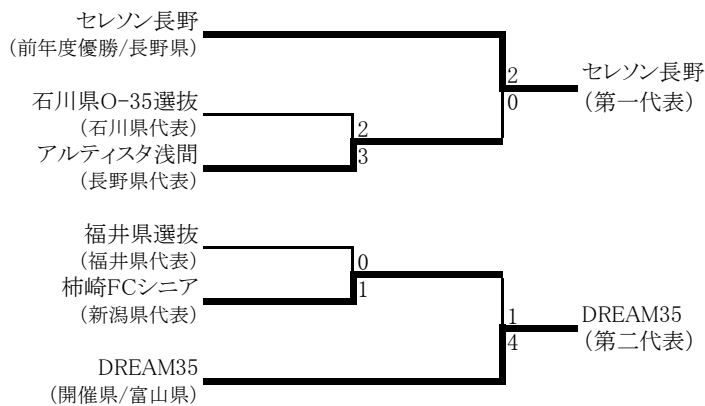 セレソン長野
(前年度優勝/長野県)
2
セレソン長野
0
(第一代表)
石川県O-35選抜
(石川県代表)
2
アルティスタ浅間
3
(長野県代表)
福井県選抜
(福井県代表)
0
柿崎FCシニア
1
(新潟県代表)
1
DREAM35
4
(第二代表)
DREAM35
(開催県/富山県)